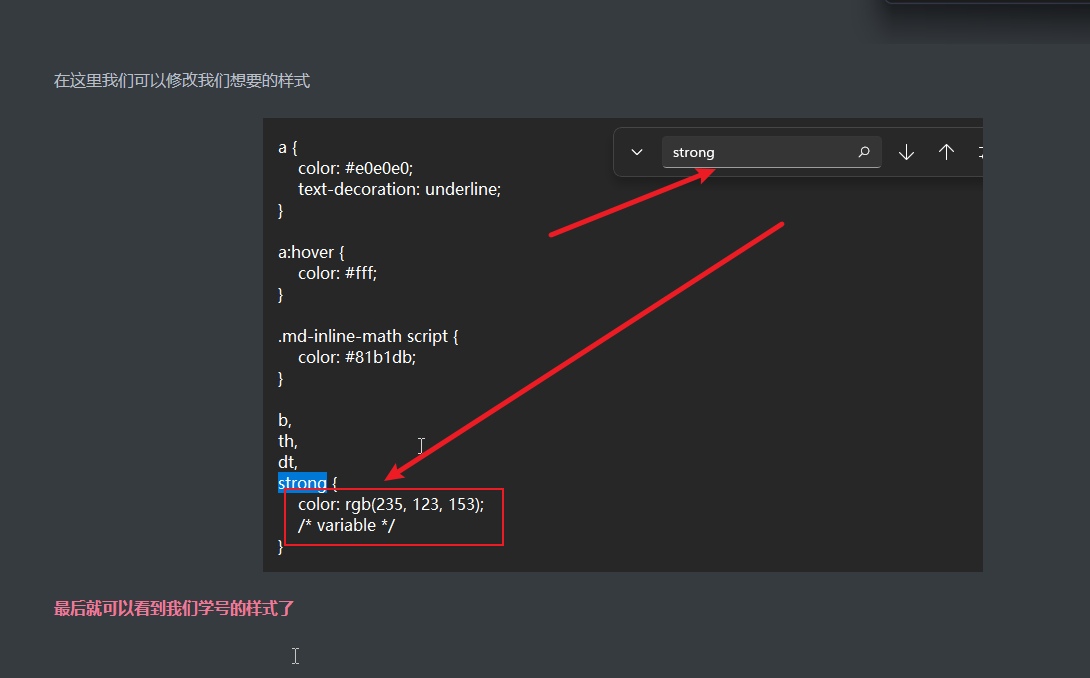 在这里我们可以修改我们想要的样式
strong
a {
color: #e0e0e0;
text-decoration: underline;
}
a:hover {
color: #fff;
}
.md-inline-math script {
color: #81b1db;
}
b,
th,
dt,
strong {
color: rgb(235, 123, 153);
/* variable */
}
最后就可以看到我们学号的样式了